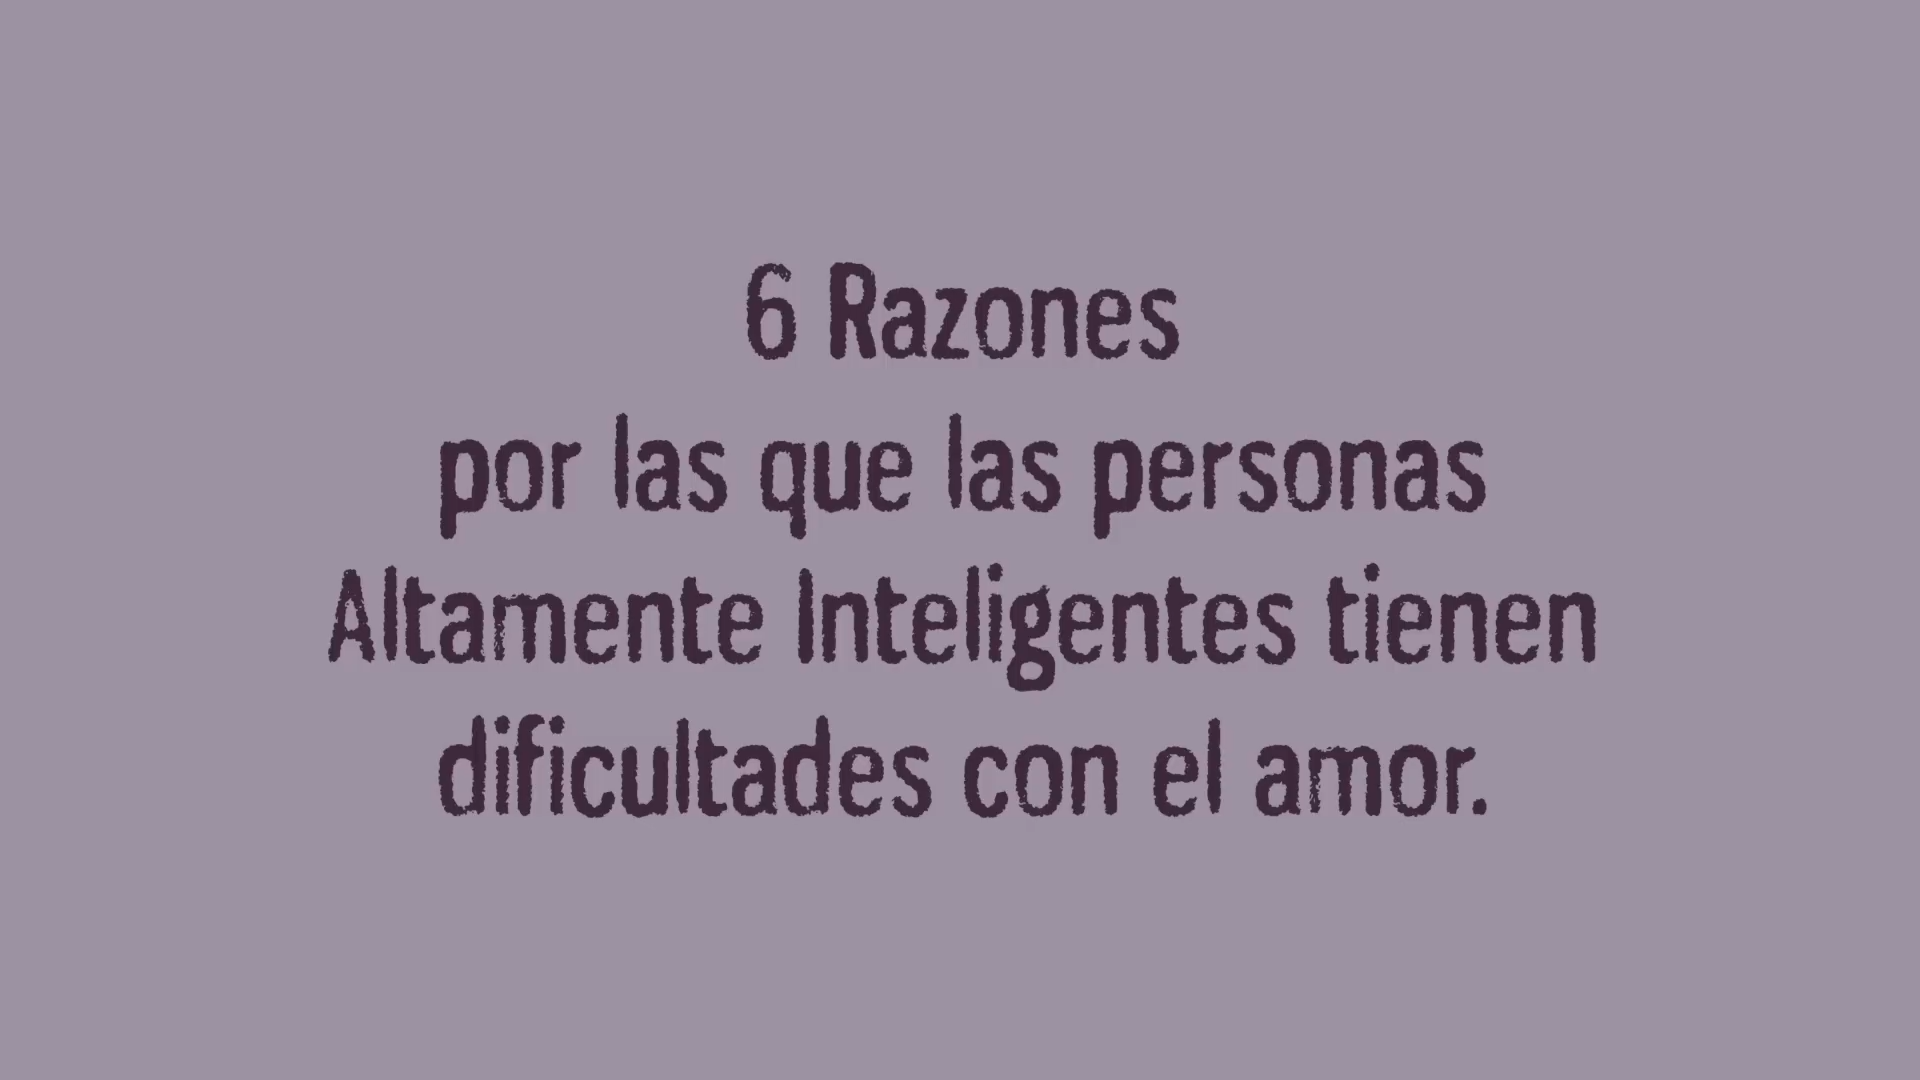 6 Razones
por las que las personas
Altamente Inteligentes tienen
dificultades con el amor.